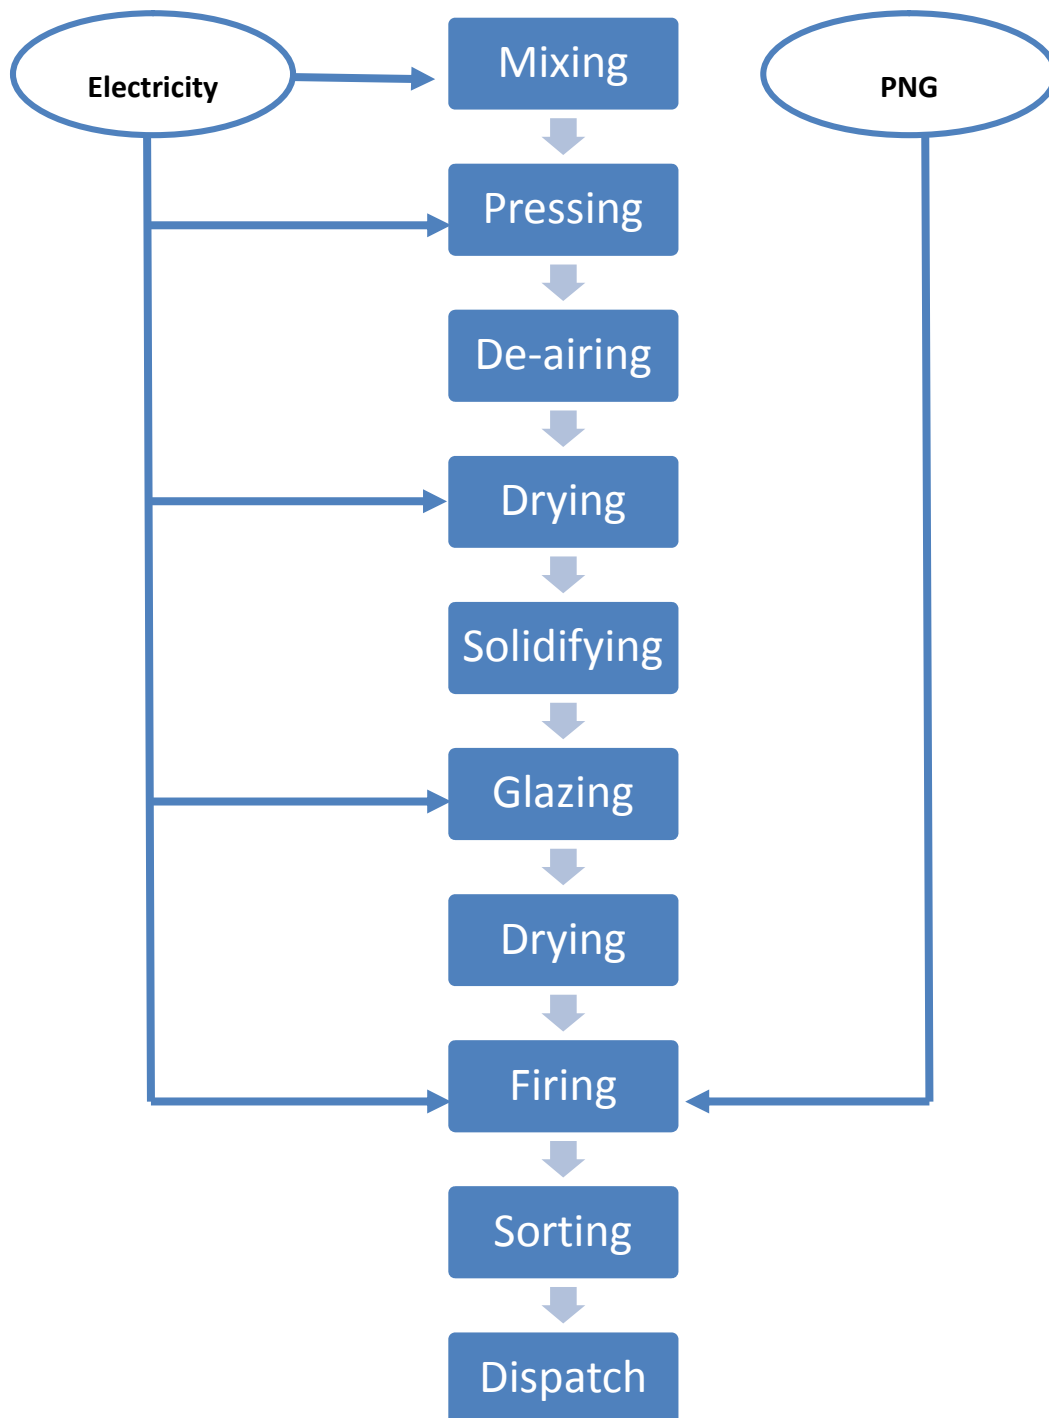 Electricity
Mixing
PNG
Pressing
De-airing
Drying
Solidifying
Glazing
Drying
Firing
Sorting
Dispatch